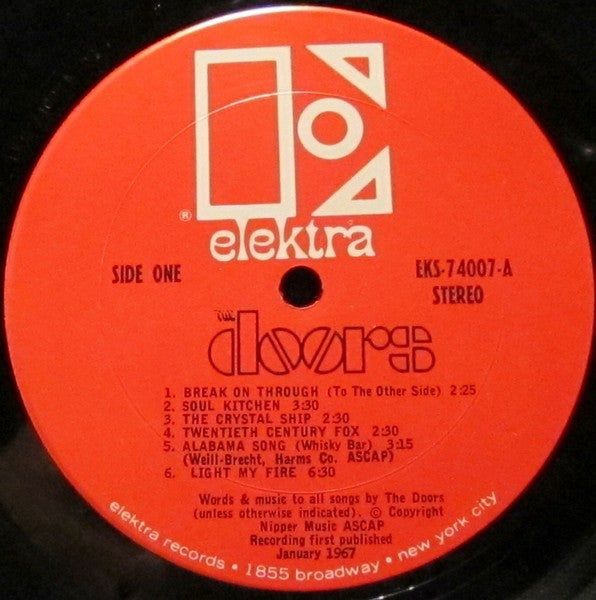 ®
elektra
SIDE ONE
EKS-74007-A
STEREO
THE
doors
1. BREAK ON THROUGH (To The Other Side) 2:25
2. SOUL KITCHEN 3:30
3. THE CRYSTAL SHIP 2:30
4. TWENTIETH CENTURY FOX 2:30
5. ALABAMA SONG (Whisky Bar) 3:15
(Weill-Brecht, Harms Co. ASCAP)
6. LIGHT MY FIRE 6:30
Words & music to all songs by The Doors
(unless otherwise indicated). © Copyright
Nipper Music ASCAP
Recording first published
January 1967
elektra records • 1855 broadway • new york city